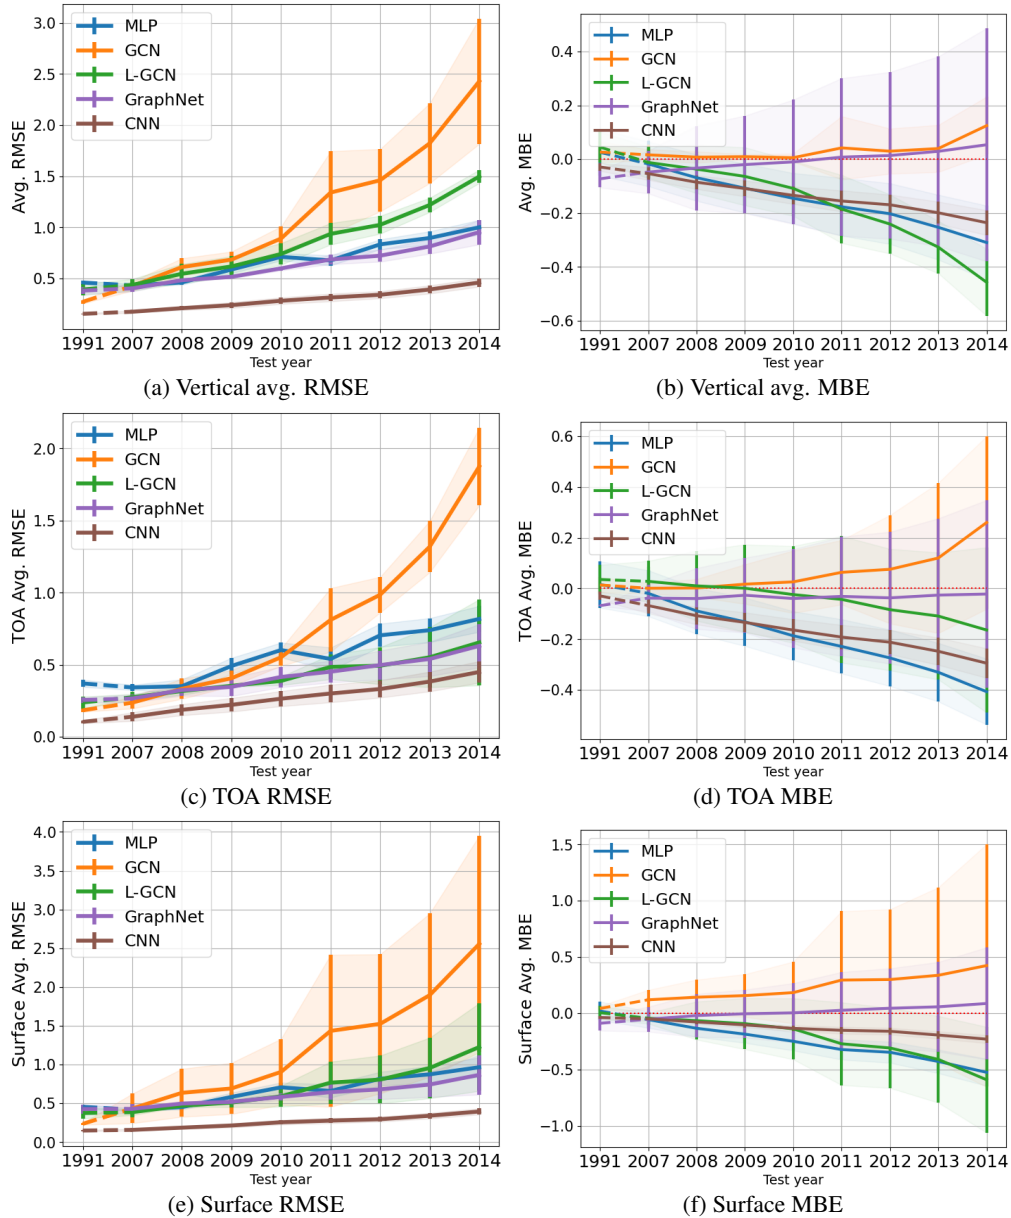 3.0
2.5
2.0
1.5
1.0
0.5
Avg. RMSE
MLP
GCN
L-GCN
GraphNet
CNN
1991 2007 2008 2009 2010 2011 2012 2013 2014
Test year
(a) Vertical avg. RMSE
0.4
0.2
0.0
−0.2
−0.4
−0.6
Avg. MBE
MLP
GCN
L-GCN
GraphNet
CNN
1991 2007 2008 2009 2010 2011 2012 2013 2014
Test year
(b) Vertical avg. MBE
2.0
1.5
1.0
0.5
0.0
TOA Avg. RMSE
MLP
GCN
L-GCN
GraphNet
CNN
1991 2007 2008 2009 2010 2011 2012 2013 2014
Test year
(c) TOA RMSE
0.6
0.4
0.2
0.0
−0.2
−0.4
TOA Avg. MBE
MLP
GCN
L-GCN
GraphNet
CNN
1991 2007 2008 2009 2010 2011 2012 2013 2014
Test year
(d) TOA MBE
4.0
3.5
3.0
2.5
2.0
1.5
1.0
0.5
0.0
Surface Avg. RMSE
MLP
GCN
L-GCN
GraphNet
CNN
1991 2007 2008 2009 2010 2011 2012 2013 2014
Test year
(e) Surface RMSE
1.5
1.0
0.5
0.0
−0.5
−1.0
Surface Avg. MBE
MLP
GCN
L-GCN
GraphNet
CNN
1991 2007 2008 2009 2010 2011 2012 2013 2014
Test year
(f) Surface MBE